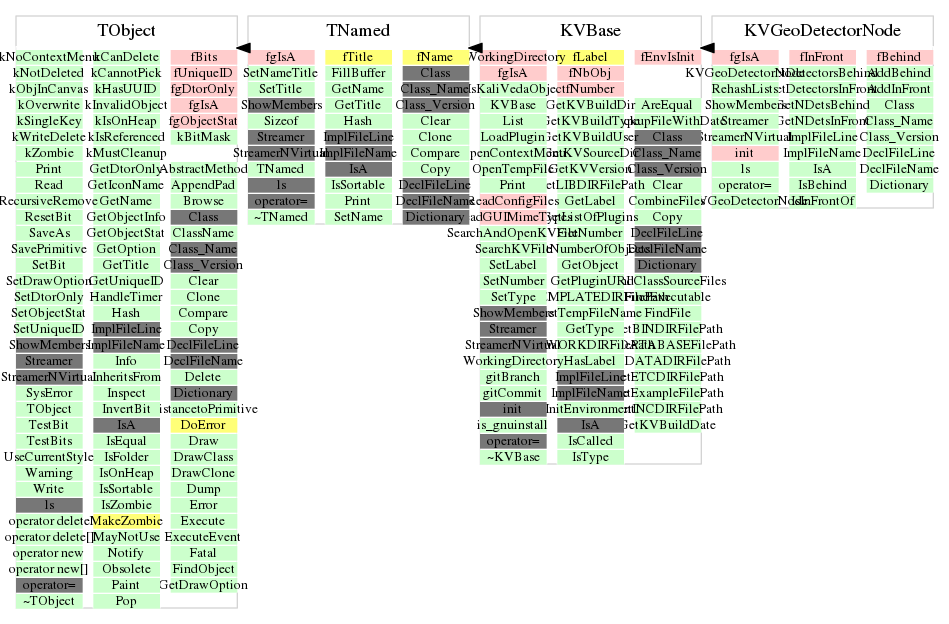 TObject
kCanDelete fBits
kNotDeleted kCannotPick fUniqueID
kObjInCanvas kHasUUID fgDtorOnly
kOverwrite kInvalidObject fgIsA
kSingleKey kIsOnHeap fgObjectStat
kWriteDelete kIsReferenced kBitMask
kZombie kMustCleanup
Print GetDtorOnly AbstractMethod
Read GetIconName AppendPad
RecursiveRemove GetName Browse
ResetBit GetObjectInfo Class
SaveAs GetObjectStat ClassName
SavePrimitive GetOption Class_Name
SetBit GetTitle Class_Version
SetDrawOption GetUniqueID Clear
SetDtorOnly HandleTimer Clone
SetObjectStat Hash Compare
SetUniqueID ImplFileLine Copy
ShowMembers ImplFileName DeclFileLine
Streamer Info DeclFileName
StreamerNVirtual InheritsFrom Delete
SysError Inspect Dictionary
TObject InvertBit
TestBit IsA DoError
TestBits IsEqual Draw
UseCurrentStyle IsFolder DrawClass
Warning IsOnHeap DrawClone
Write IsSortable Dump
ls IsZombie Error
operator delete MakeZombie Execute
operator delete[] MayNotUse ExecuteEvent
operator new Notify Fatal
operator new[] Obsolete FindObject
operator= Paint GetDrawOption
~TObject Pop
TNamed
fgIsA fTitle fName
SetNameTitle FillBuffer Class
SetTitle GetName Class_Name
ShowMembers GetTitle Class_Version
Sizeof Hash Clear
Streamer ImplFileLine Clone
StreamerNVirtual ImplFileName Compare
TNamed IsA Copy
ls IsSortable DeclFileLine
operator= Print DeclFileName
~TNamed SetName Dictionary
KVBase
WorkingDirectory fLabel fEnvIsInit
fgIsA fNbObj
IsKaliVedaObject fNumber
KVBase GetKVBuildDir ArEqual
List GetKVBuildType BackupFileWithDate
LoadPlugin GetKVBuildUser Class
OpenContextMenu GetKVSourceDir Class_Name
OpenTempFile GetKVVersion Class_Version
Print GetLIBDIRFilePath Clear
ReadConfigFiles GetLabel CombineFiles
ReadGUIMimeTypes GetListOfPlugins Copy
SearchAndOpenKVFile GetNumber DeclFileLine
SearchKVFile GetNumberOfObjects DeclFileName
SetLabel GetObject Dictionary
SetNumber GetPluginURI FindClassSourceFiles
SetType GetTEMPLATEDIRFilePath FindExecutable
ShowMembers GetTempFileName FindFile
Streamer GetType GetBINDIRFilePath
StreamerNVirtual GetWORKDIRFilePath GetDATABASEFilePath
WorkingDirectory HasLabel GetDATADIRFilePath
gitBranch ImplFileLine GetETCDIRFilePath
gitCommit ImplFileName GetExampleFilePath
init InitEnvironment GetINCDIRFilePath
is_gnuinstall IsA GetKVBuildDate
operator= IsCalled
~KVBase IsType
KVGeoDetectorNode
fgIsA fInFront fBehind
KVGeoDetectorNode GetDetectorsBehind AddBehind
RehashLists GetDetectorsInFront AddInFront
ShowMembers GetNDetsBehind Class
Streamer GetNDetsInFront Class_Name
StreamerNVirtual ImplFileLine Class_Version
init ImplFileName DeclFileLine
ls IsA DeclFileName
operator= IsBehind Dictionary
~KVGeoDetectorNode IsInFrontOf